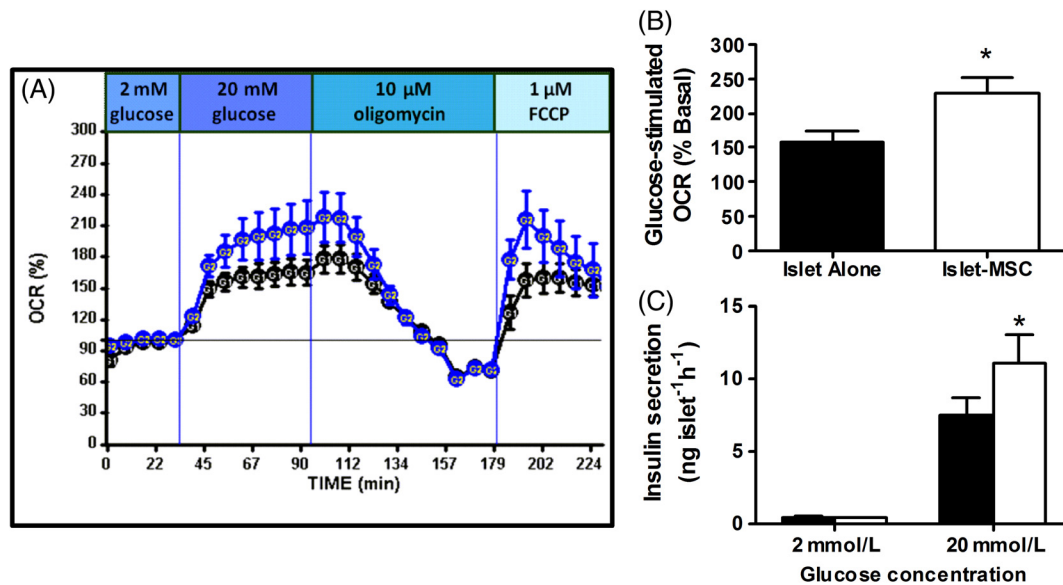 (A)
2 mM glucose
20 mM glucose
10 µM oligomycin
1 µM FCCP
OCR (%)
300
270
240
210
180
150
120
90
60
30
0
0 22 45 67 90 112 134 157 179 202 224
TIME (min)
(B)
Glucose-stimulated
OCR (% Basal)
300
250
200
150
100
50
0
*
Islet Alone Islet-MSC
(C)
Insulin secretion
(ng islet⁻¹h⁻¹)
15
10
5
0
*
2 mmol/L 20 mmol/L
Glucose concentration